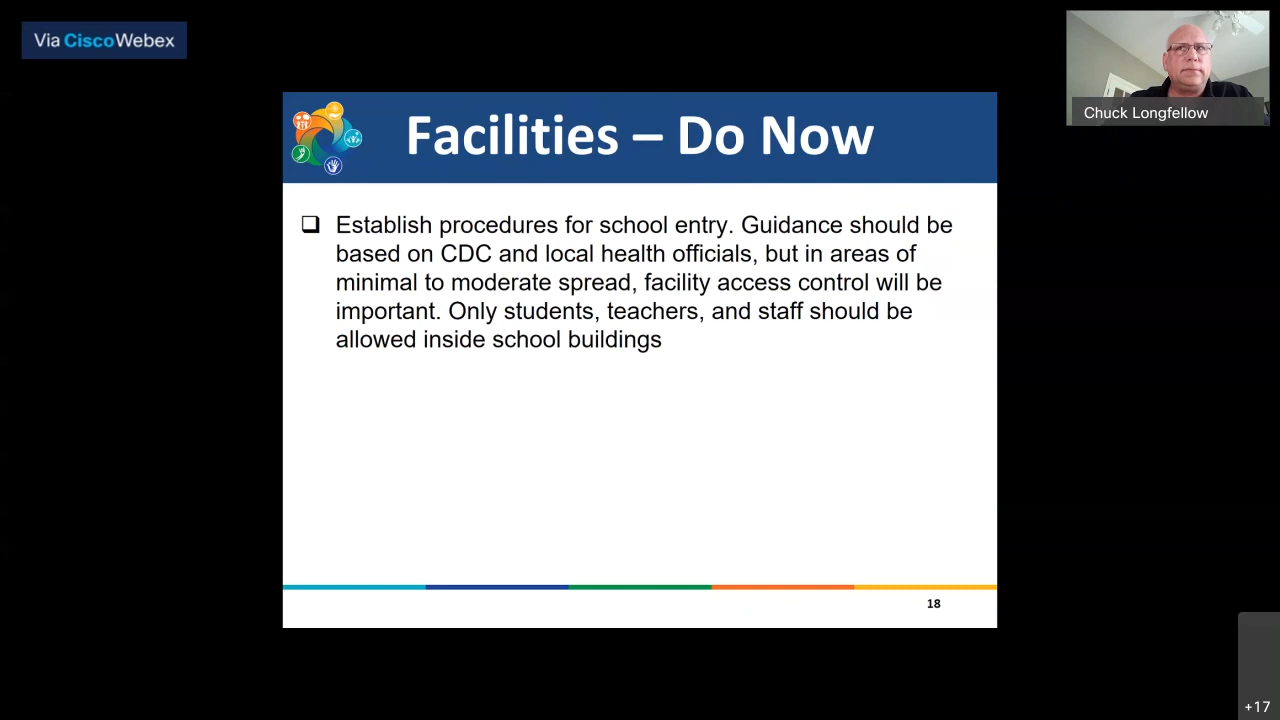 Via Cisco Webex
Chuck Longfellow
Facilities – Do Now
❑ Establish procedures for school entry. Guidance should be
based on CDC and local health officials, but in areas of
minimal to moderate spread, facility access control will be
important. Only students, teachers, and staff should be
allowed inside school buildings
18
+17